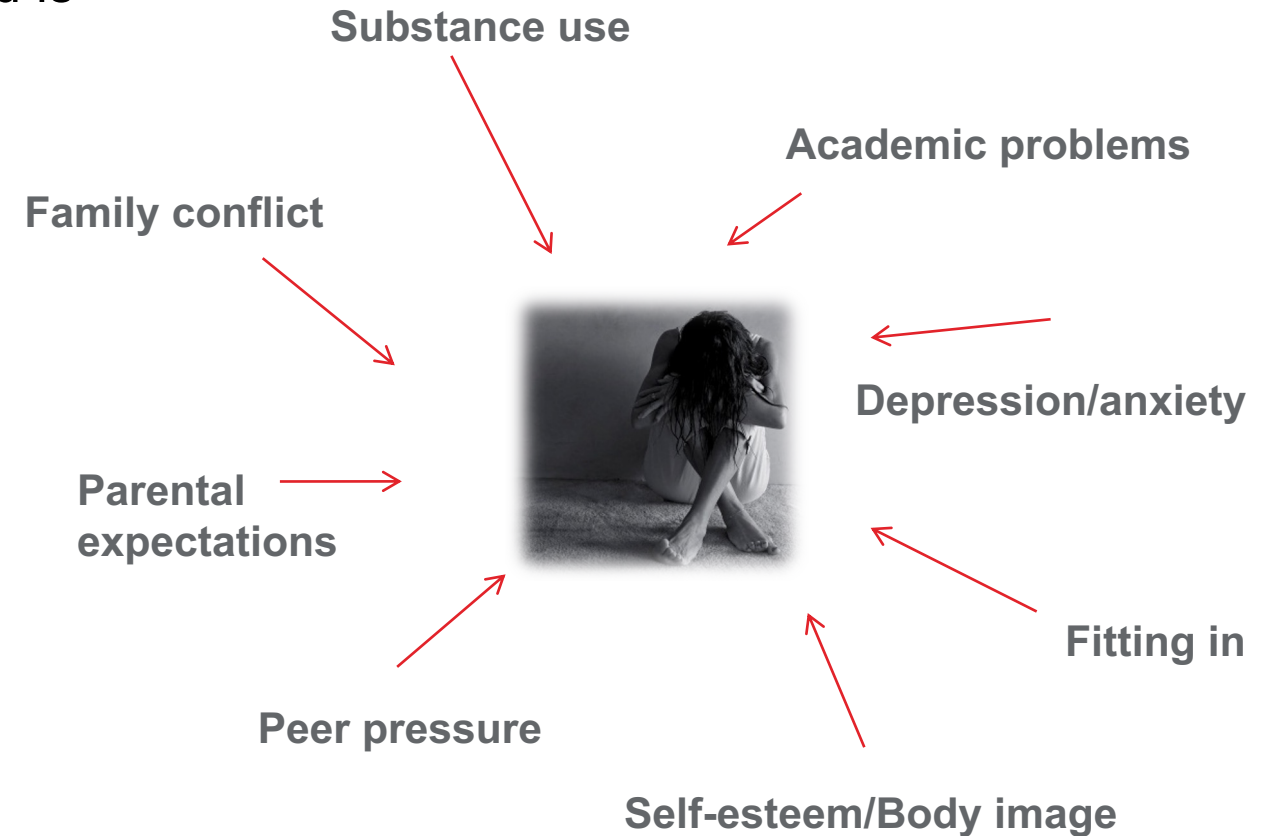 Substance use
Academic problems
Family conflict
Depression/anxiety
Parental
expectations
Fitting in
Peer pressure
Self-esteem/Body image